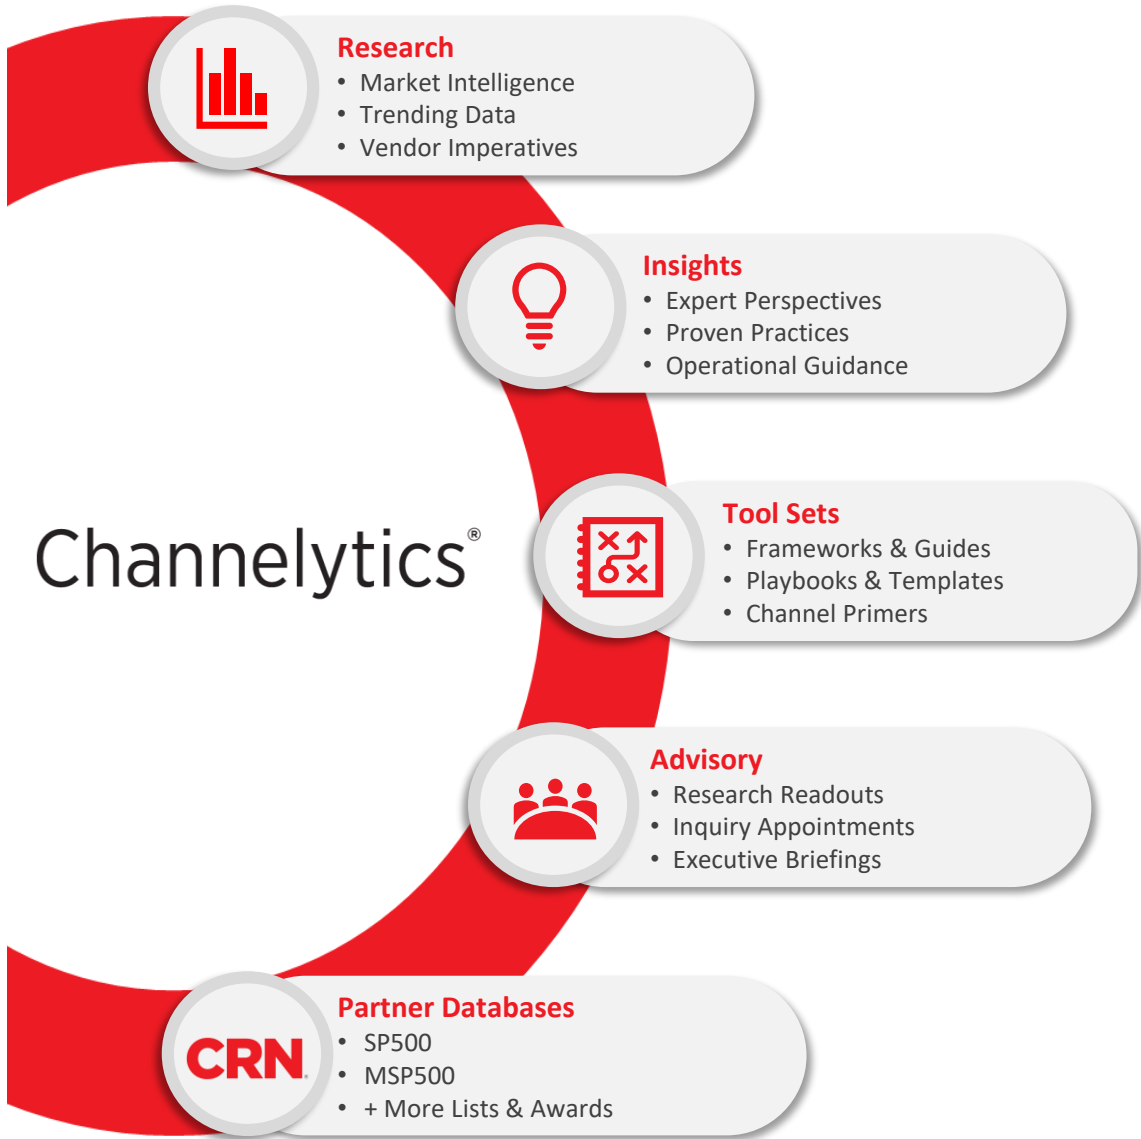 Research
• Market Intelligence
• Trending Data
• Vendor Imperatives
Insights
• Expert Perspectives
• Proven Practices
• Operational Guidance
Channelytics®
Tool Sets
• Frameworks & Guides
• Playbooks & Templates
• Channel Primers
Advisory
• Research Readouts
• Inquiry Appointments
• Executive Briefings
CRN
Partner Databases
• SP500
• MSP500
• + More Lists & Awards